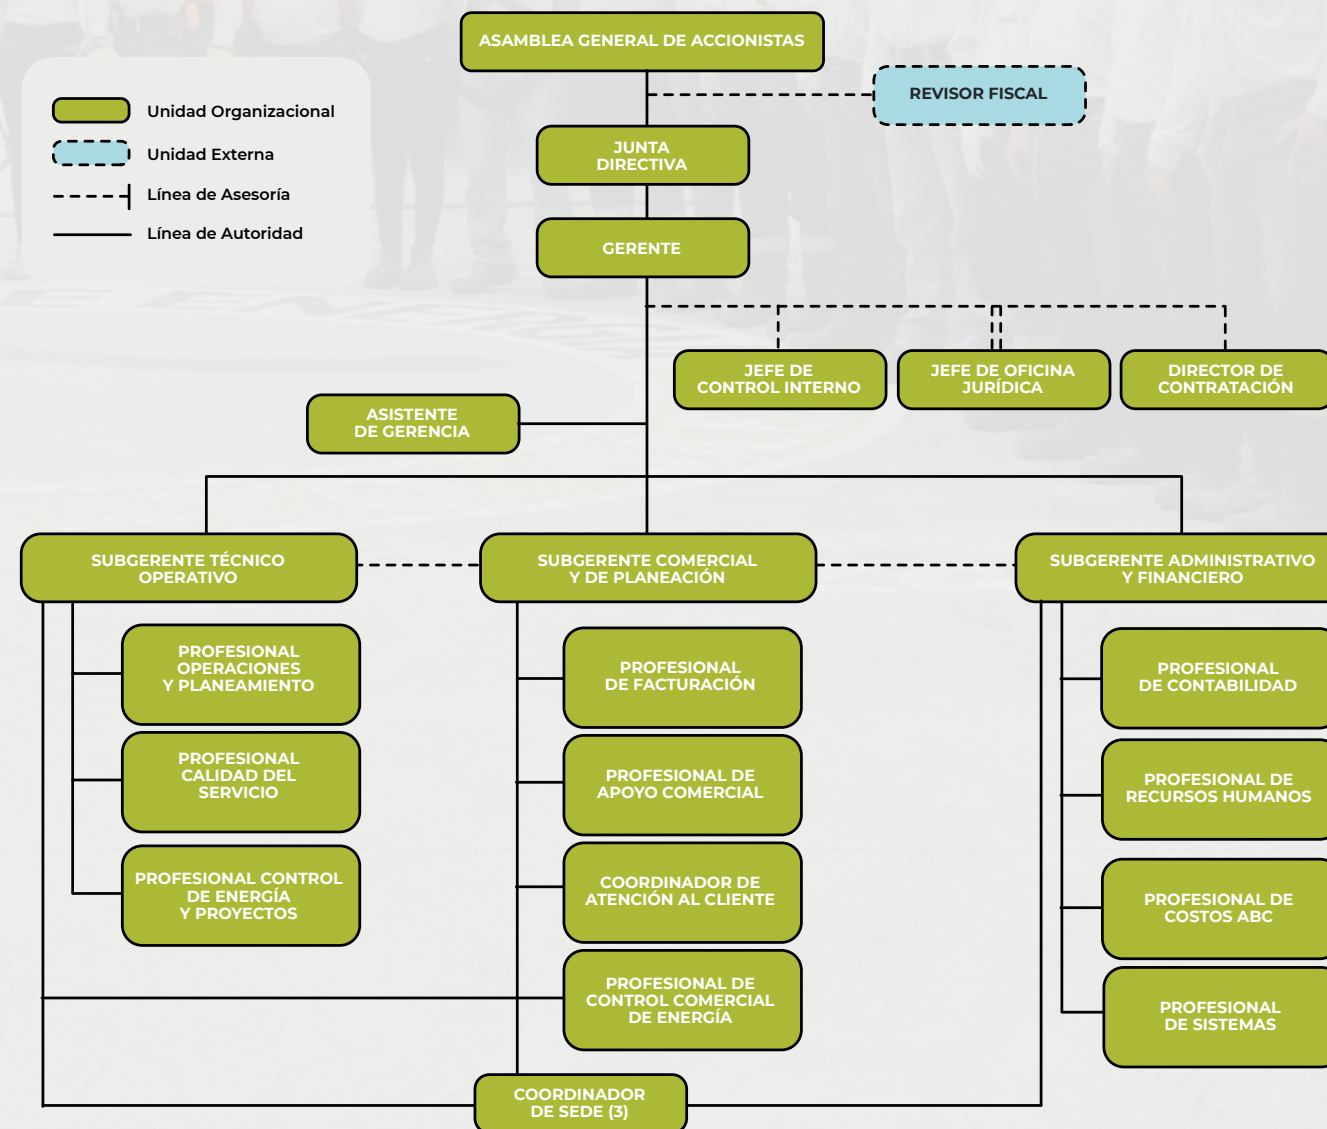 ASAMBLEA GENERAL DE ACCIONISTAS
REVISOR FISCAL
Unidad Organizacional
Unidad Externa
Línea de Asesoría
Línea de Autoridad
JUNTA
DIRECTIVA
GERENTE
JEFE DE
CONTROL INTERNO
JEFE DE OFICINA
JURÍDICA
DIRECTOR DE
CONTRATACIÓN
ASISTENTE
DE GERENCIA
SUBGERENTE TÉCNICO
OPERATIVO
SUBGERENTE COMERCIAL
Y DE PLANEACIÓN
SUBGERENTE ADMINISTRATIVO
Y FINANCIERO
PROFESIONAL
OPERACIONES
Y PLANEAMIENTO
PROFESIONAL
CALIDAD DEL
SERVICIO
PROFESIONAL CONTROL
DE ENERGÍA
Y PROYECTOS
PROFESIONAL
DE FACTURACIÓN
PROFESIONAL DE
APOYO COMERCIAL
COORDINADOR DE
ATENCIÓN AL CLIENTE
PROFESIONAL DE
CONTROL COMERCIAL
DE ENERGÍA
PROFESIONAL
DE CONTABILIDAD
PROFESIONAL DE
RECURSOS HUMANOS
PROFESIONAL DE
COSTOS ABC
PROFESIONAL
DE SISTEMAS
COORDINADOR
DE SEDE (3)